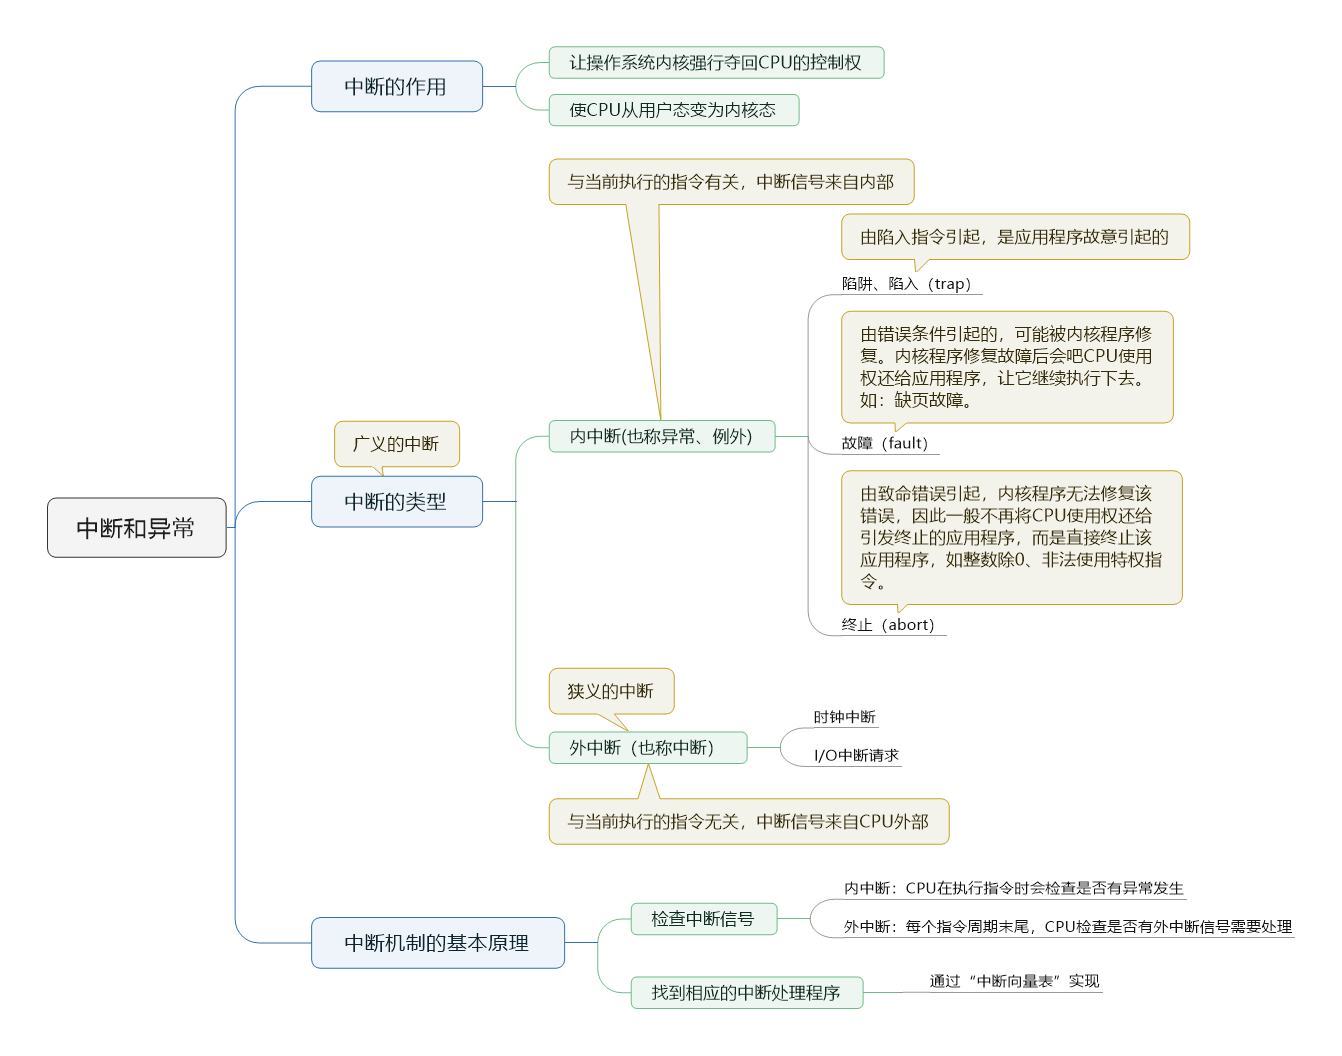 中断和异常
中断的作用
让操作系统内核强行夺回CPU的控制权
使CPU从用户态变为内核态
广义的中断
中断的类型
与当前执行的指令有关，中断信号来自内部
内中断(也称异常、例外)
由陷入指令引起，是应用程序故意引起的
陷阱、陷入（trap）
由错误条件引起的，可能被内核程序修
复。内核程序修复故障后会吧CPU使用
权还给应用程序，让它继续执行下去。
如：缺页故障。
故障（fault）
由致命错误引起，内核程序无法修复该
错误，因此一般不再将CPU使用权还给
引发终止的应用程序，而是直接终止该
应用程序，如整数除0、非法使用特权指
令。
终止（abort）
狭义的中断
外中断（也称中断）
时钟中断
I/O中断请求
与当前执行的指令无关，中断信号来自CPU外部
中断机制的基本原理
检查中断信号
内中断：CPU在执行指令时会检查是否有异常发生
外中断：每个指令周期末尾，CPU检查是否有外中断信号需要处理
找到相应的中断处理程序
通过“中断向量表”实现